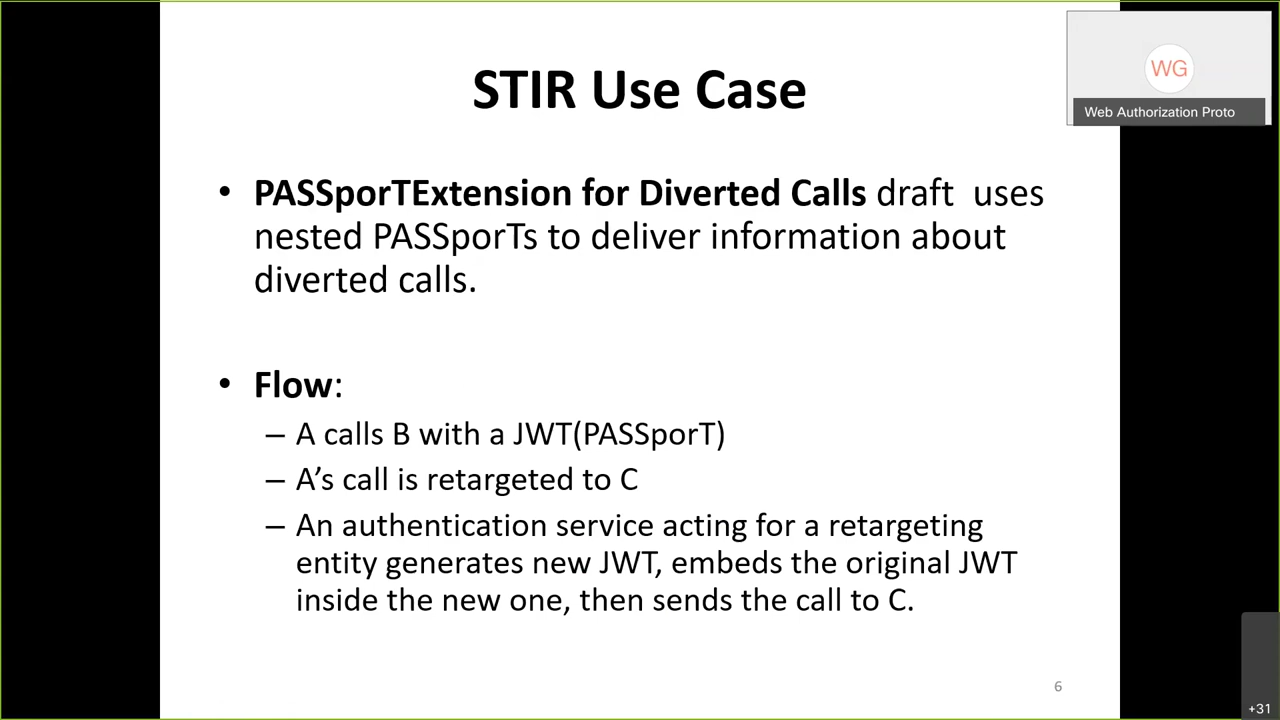 STIR Use Case
WG
Web Authorization Proto
• PASSporTExtension for Diverted Calls draft uses
nested PASSporTs to deliver information about
diverted calls.
• Flow:
– A calls B with a JWT(PASSporT)
– A’s call is retargeted to C
– An authentication service acting for a retargeting
entity generates new JWT, embeds the original JWT
inside the new one, then sends the call to C.
6
+31